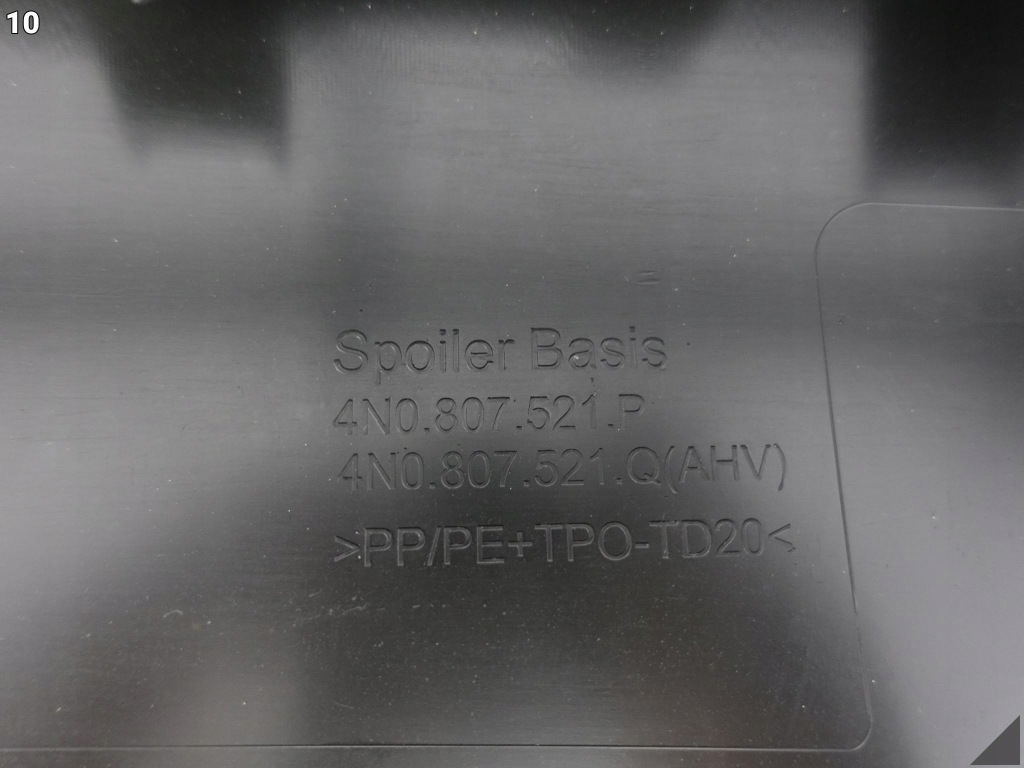 10
Spoiler Basis
4N0.807.521.P
4N0.807.521.Q(AHV)
>PP/PE+TPO-TD20<